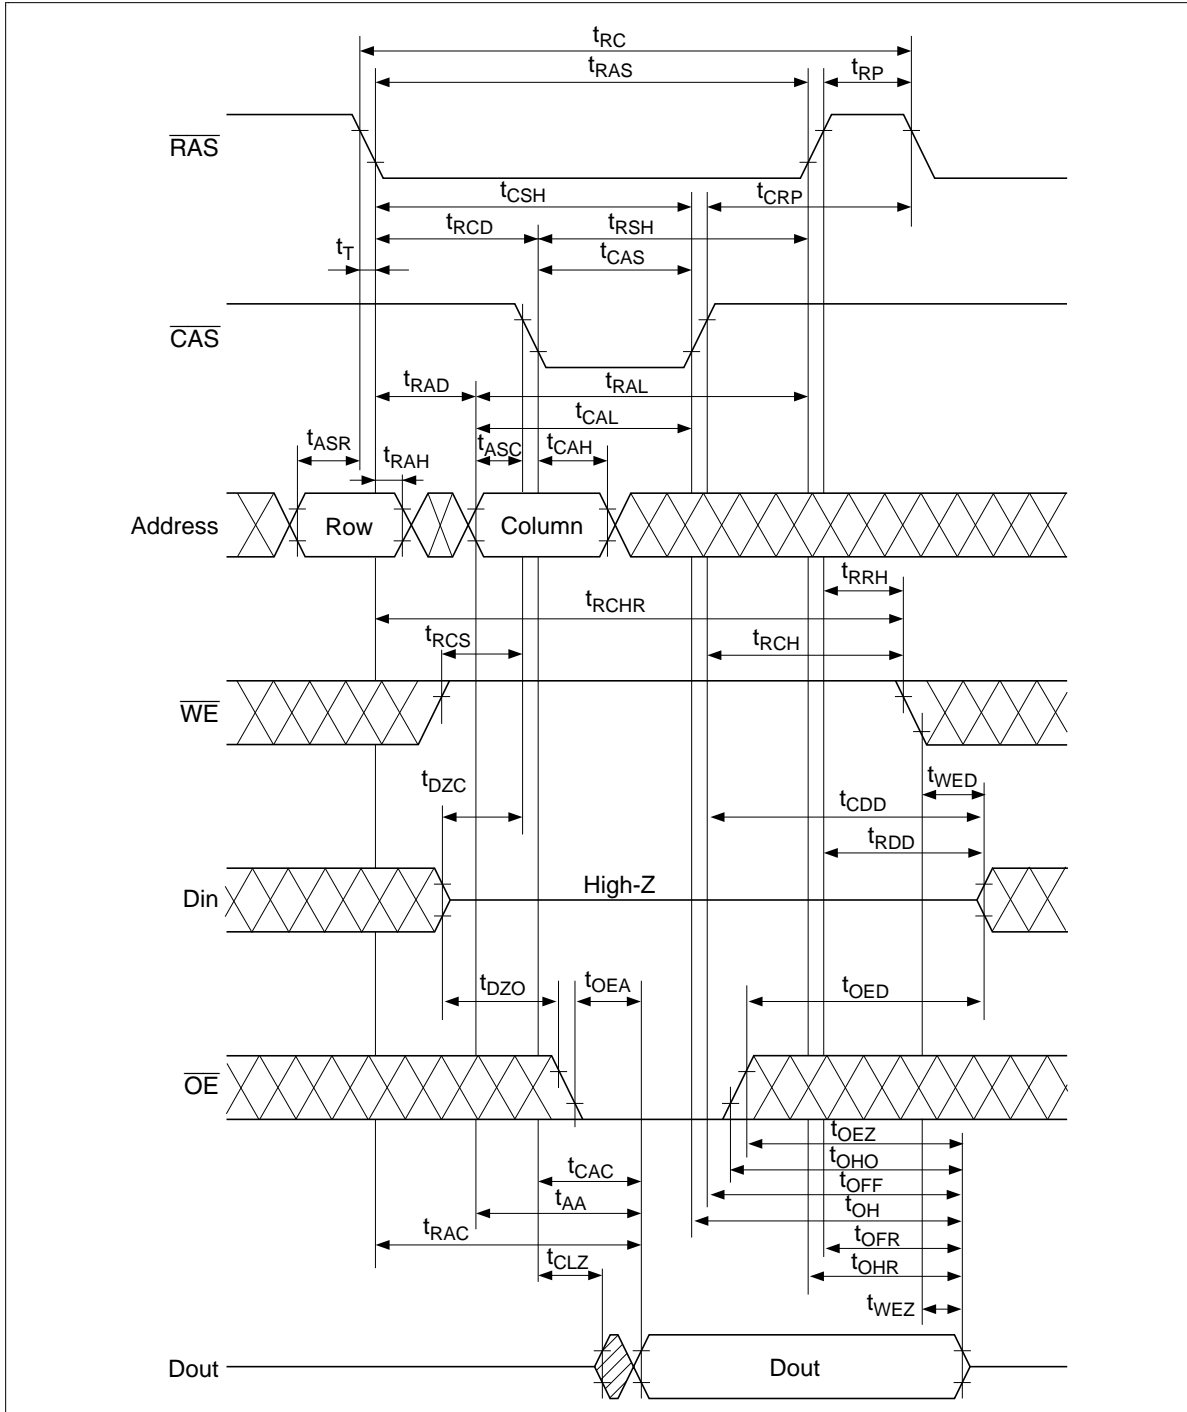 tRC
tRAS
tRP
RAS
tCSH
tCRP
tRCD
tRSH
tT
tCAS
CAS
tRAD
tRAL
tCAL
tASR
tASC
tCAH
tRAH
Address
Row
Column
tRRH
tRCHR
tRCS
tRCH
WE
tDZC
tWED
tCDD
tRDD
High-Z
Din
tDZO
tOEA
tOED
OE
tOEZ
tOHO
tCAC
tOFF
tAA
tOH
tRAC
tOFR
tCLZ
tOHR
tWEZ
Dout
Dout